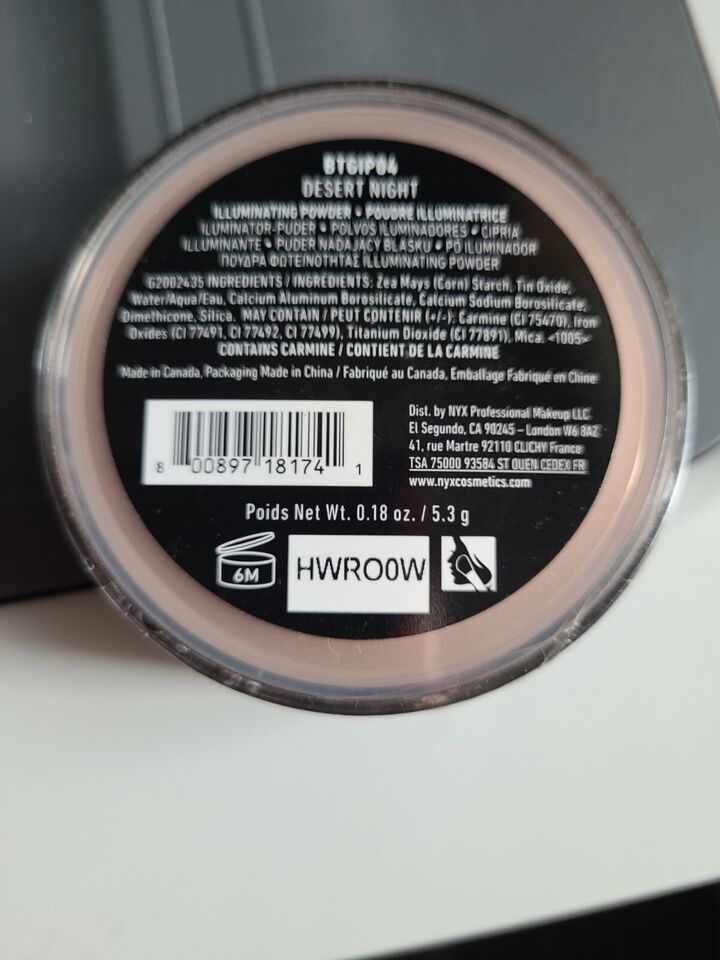 BTGIP04
DESERT NIGHT
ILLUMINATING POWDER • POUDRE ILLUMINATRICE
ILUMINATOR-PUDER • POLVOS ILUMINADORES • CIPRIA
ILLUMINANTE • PUDER NADAJĄCY BLASKU • PÓ ILUMINADOR
ΠΟΥΔΡΑ ΦΩΤΕΙΝΟΤΗΤΑΣ ILLUMINATING POWDER
G2002435 INGREDIENTS / INGRÉDIENTS: Zea Mays (Corn) Starch, Tin Oxide,
Water/Aqua/Eau, Calcium Aluminum Borosilicate, Calcium Sodium Borosilicate,
Dimethicone, Silica. MAY CONTAIN / PEUT CONTENIR (+/-): Carmine (CI 75470), Iron
Oxides (CI 77491, CI 77492, CI 77499), Titanium Dioxide (CI 77891), Mica. <1005>
CONTAINS CARMINE / CONTIENT DE LA CARMINE
Made in Canada, Packaging Made in China / Fabriqué au Canada, Emballage Fabriqué en Chine
8 00897 18174 1
Dist. by NYX Professional Makeup LLC
El Segundo, CA 90245 – London W6 8AZ
41, rue Martre 92110 CLICHY France
TSA 75000 93584 ST OUEN CEDEX FR
www.nyxcosmetics.com
Poids Net Wt. 0.18 oz. / 5.3 g
6M
HWRO0W